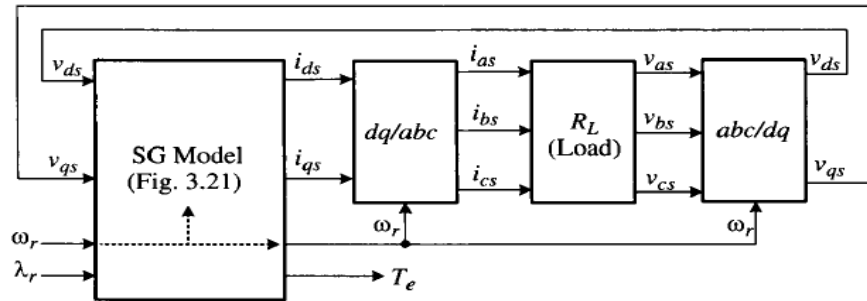 v_ds
i_ds
i_as
v_as
v_ds
v_qs
SG Model
(Fig. 3.21)
i_qs
dq/abc
i_bs
R_L
(Load)
v_bs
abc/dq
i_cs
v_cs
v_qs
ω_r
ω_r
ω_r
λ_r
T_e